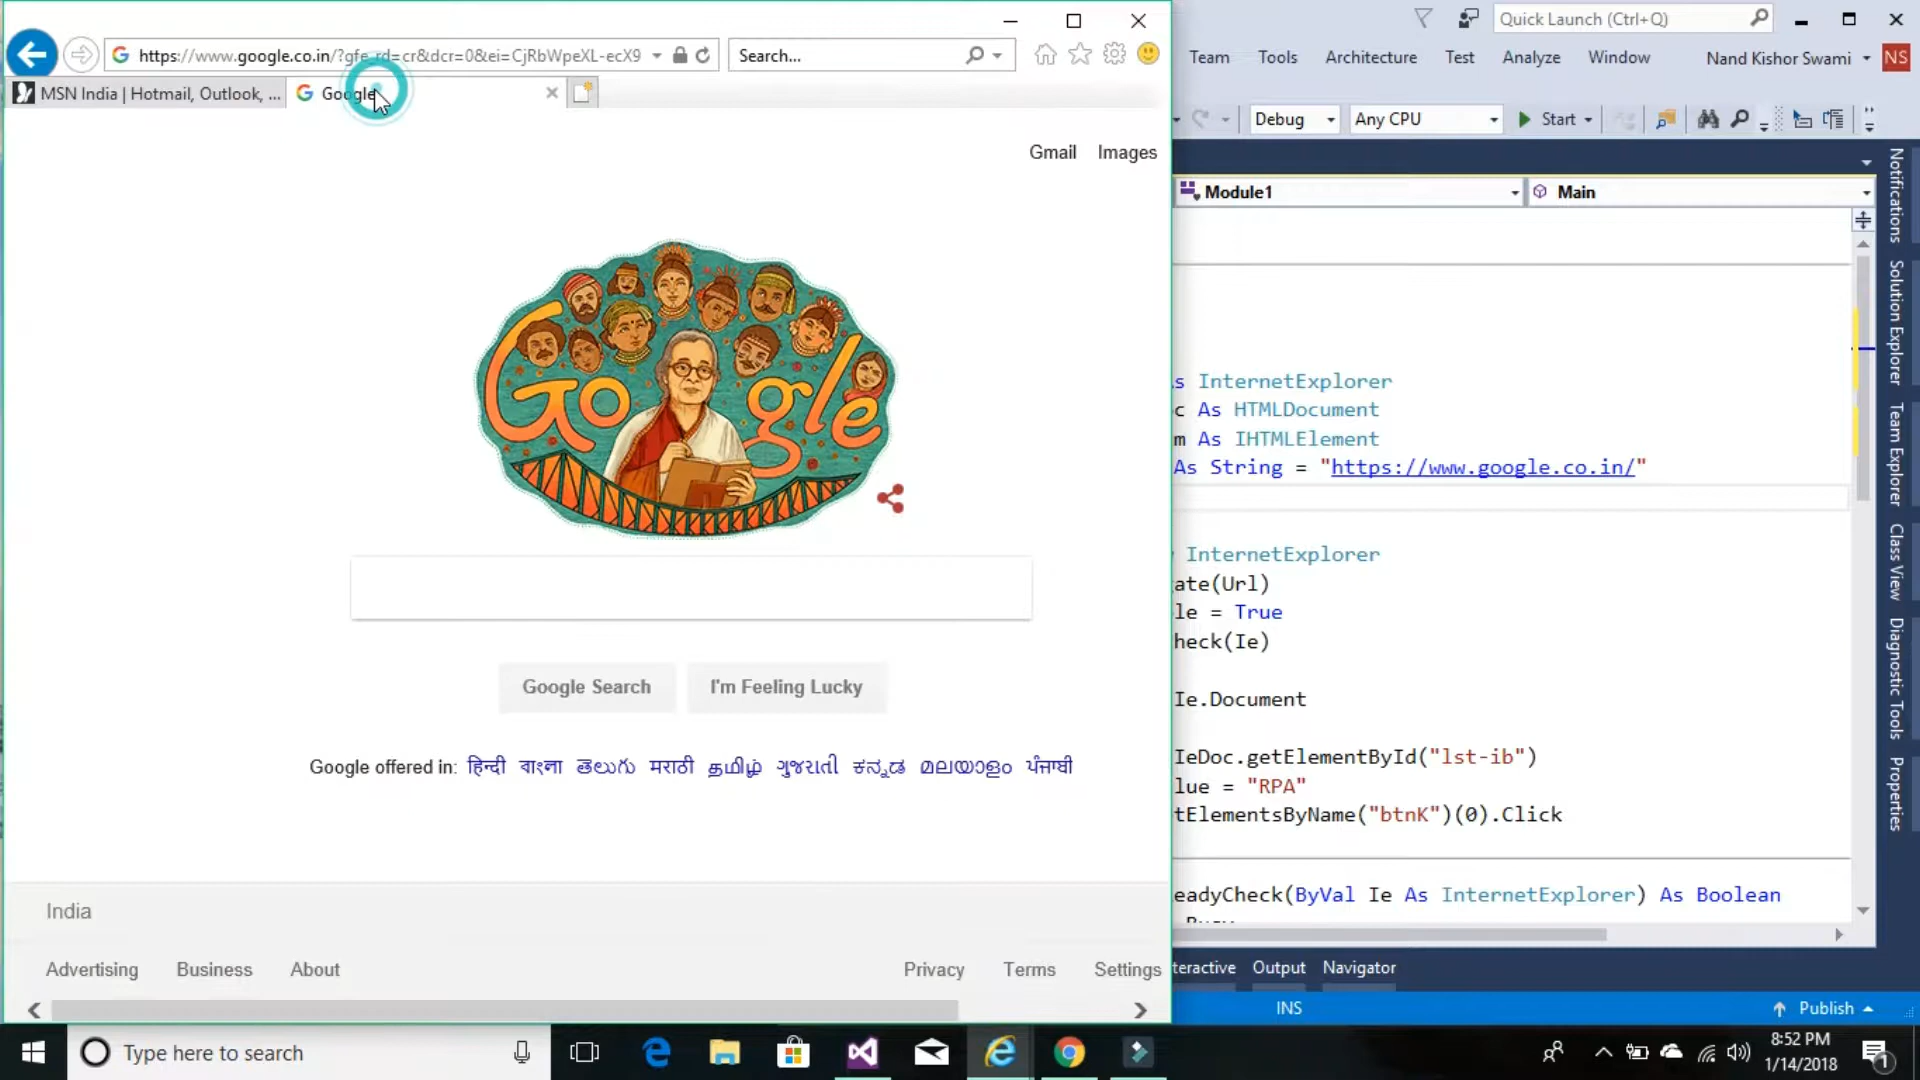 https://www.google.co.in/?gfe_rd=cr&dcr=0&ei=CjRbWpeXL-ecX9
Search...
MSN India | Hotmail, Outlook, ...
Google
Gmail Images
Google
Google Search
I'm Feeling Lucky
Google offered in: हिन्दी বাংলা తెలుగు मराठी தமிழ் ગુજરાતી ಕನ್ನಡ മലയാളം ਪੰਜਾਬੀ
India
Advertising Business About Privacy Terms Settings
Quick Launch (Ctrl+Q)
Team Tools Architecture Test Analyze Window Nand Kishor Swami NS
Debug Any CPU Start
Module1 Main
s InternetExplorer
c As HTMLDocument
m As IHTMLElement
As String = "https://www.google.co.in/"
InternetExplorer
ate(Url)
le = True
heck(Ie)
Ie.Document
IeDoc.getElementById("lst-ib")
lue = "RPA"
tElementsByName("btnK")(0).Click
eadyCheck(ByVal Ie As InternetExplorer) As Boolean
Notifications
Solution Explorer
Team Explorer
Class View
Diagnostic Tools
Properties
teractive Output Navigator
INS
Publish
Type here to search
8:52 PM
1/14/2018
1